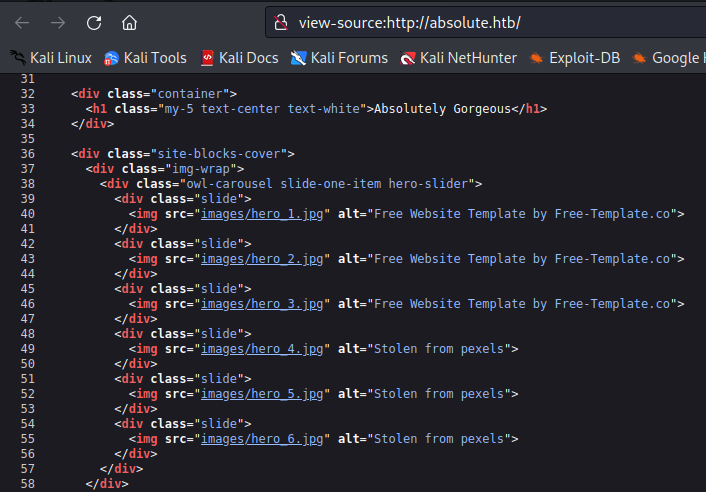 view-source:http://absolute.htb/
Kali Linux Kali Tools Kali Docs Kali Forums Kali NetHunter Exploit-DB Google
31
32 <div class="container">
33 <h1 class="my-5 text-center text-white">Absolutely Gorgeous</h1>
34 </div>
35
36 <div class="site-blocks-cover">
37 <div class="img-wrap">
38 <div class="owl-carousel slide-one-item hero-slider">
39 <div class="slide">
40 <img src="images/hero_1.jpg" alt="Free Website Template by Free-Template.co">
41 </div>
42 <div class="slide">
43 <img src="images/hero_2.jpg" alt="Free Website Template by Free-Template.co">
44 </div>
45 <div class="slide">
46 <img src="images/hero_3.jpg" alt="Free Website Template by Free-Template.co">
47 </div>
48 <div class="slide">
49 <img src="images/hero_4.jpg" alt="Stolen from pexels">
50 </div>
51 <div class="slide">
52 <img src="images/hero_5.jpg" alt="Stolen from pexels">
53 </div>
54 <div class="slide">
55 <img src="images/hero_6.jpg" alt="Stolen from pexels">
56 </div>
57 </div>
58 </div>